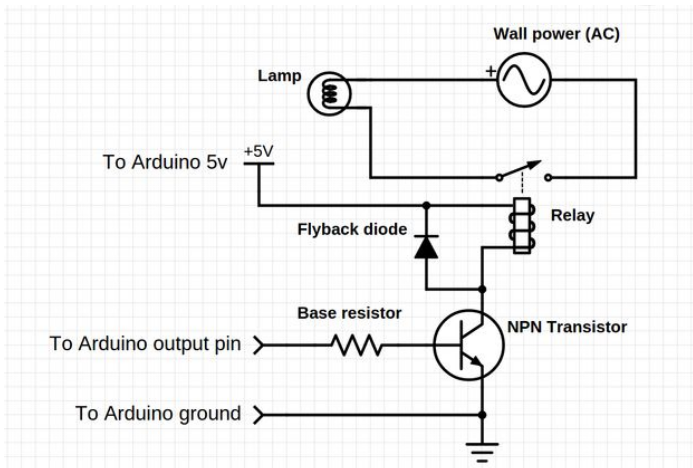 Wall power (AC)
+
Lamp
+5V
To Arduino 5v
Relay
Flyback diode
Base resistor
NPN Transistor
To Arduino output pin
To Arduino ground